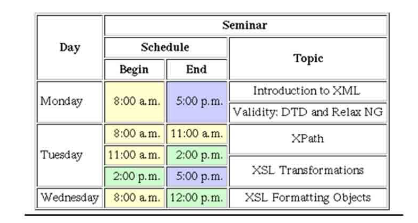 Day Seminar
Schedule Topic
Begin End
Monday 8:00 a.m. 5:00 p.m. Introduction to XML
Validity: DTD and Relax NG
Tuesday 8:00 a.m. 11:00 a.m. XPath
11:00 a.m. 2:00 p.m. XSL Transformations
2:00 p.m. 5:00 p.m.
Wednesday 8:00 a.m. 12:00 p.m. XSL Formatting Objects